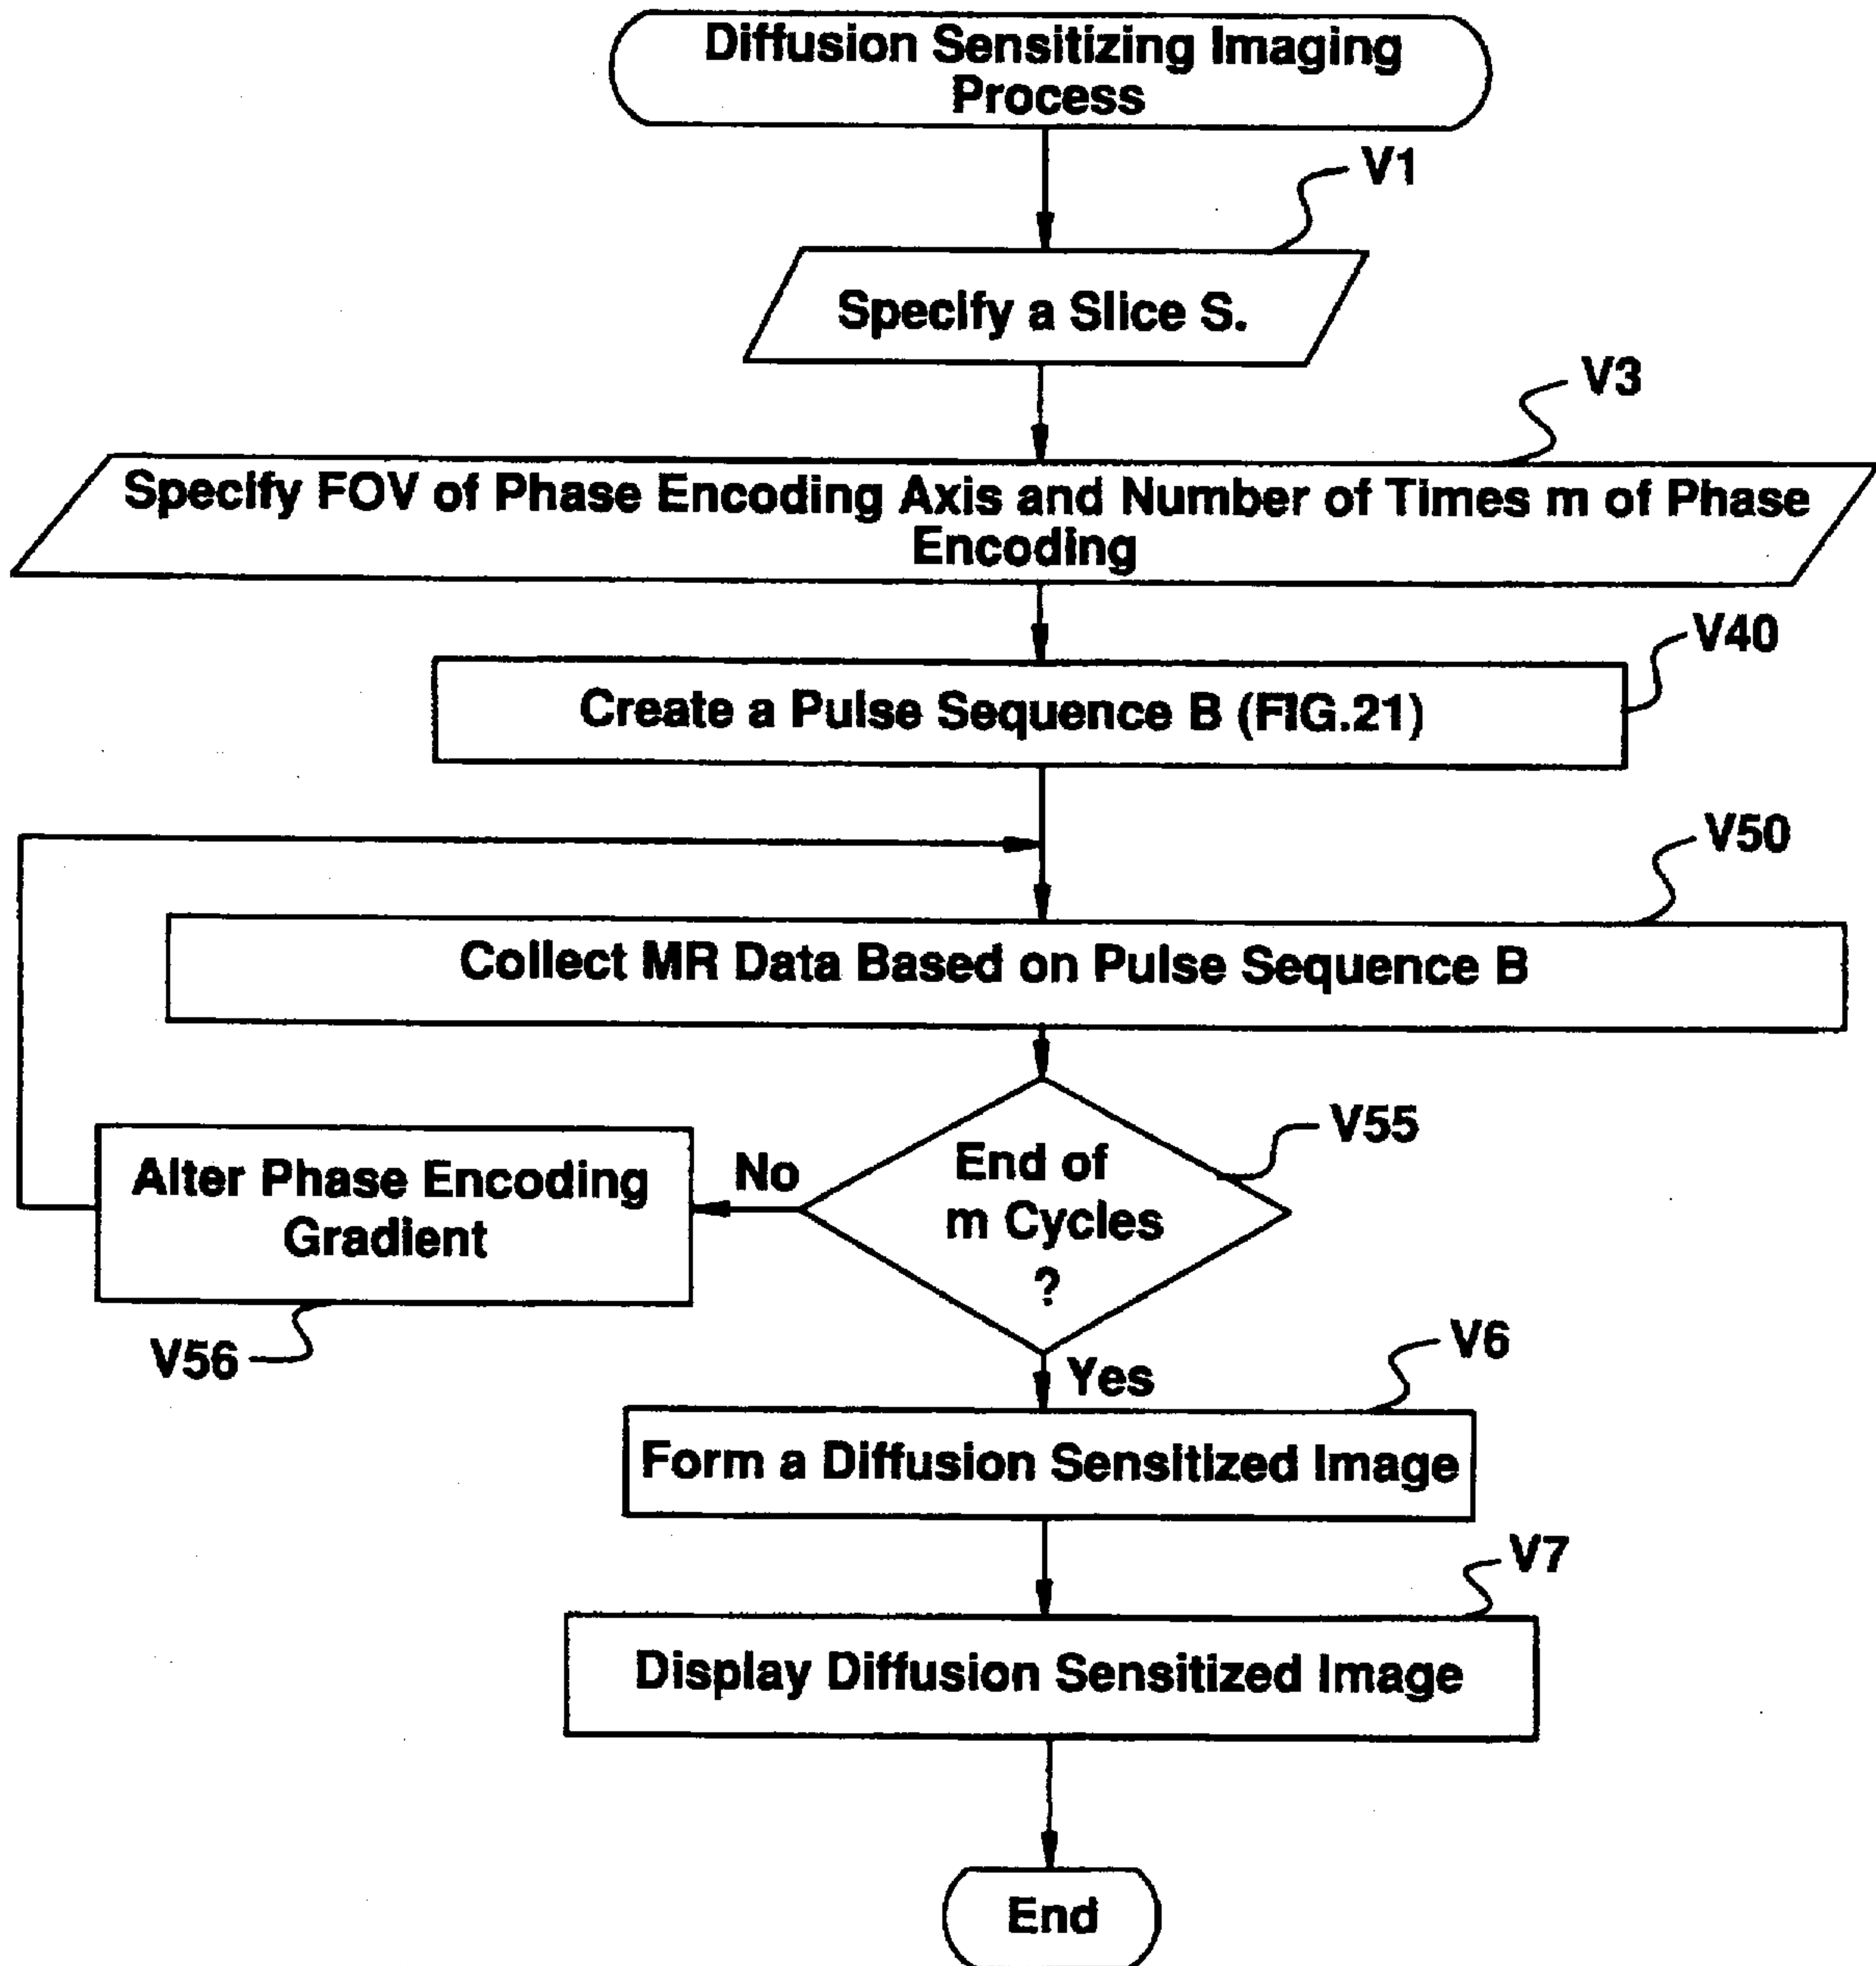 Diffusion Sensitizing Imaging
Process
V1
Specify a Slice S.
V3
Specify FOV of Phase Encoding Axis and Number of Times m of Phase
Encoding
V40
Create a Pulse Sequence B (FIG.21)
V50
Collect MR Data Based on Pulse Sequence B
V55
End of
m Cycles
?
No
Alter Phase Encoding
Gradient
V56
Yes
V6
Form a Diffusion Sensitized Image
V7
Display Diffusion Sensitized Image
End